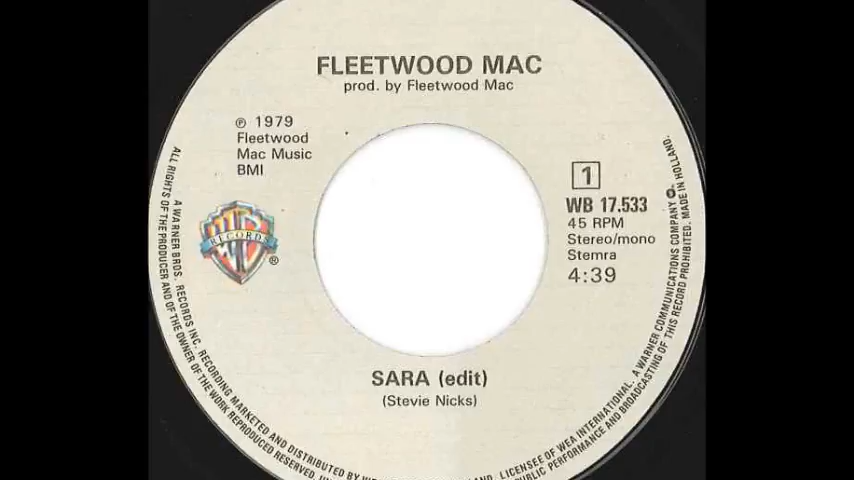 FLEETWOOD MAC
prod. by Fleetwood Mac
℗ 1979
Fleetwood
Mac Music
BMI
1
WB 17.533
45 RPM
Stereo/mono
Stemra
4:39
WB
RECORDS
®
SARA (edit)
(Stevie Nicks)
ALL RIGHTS OF THE PRODUCER AND OF THE OWNER OF THE WORK REPRODUCED RESERVED.
A WARNER BROS. RECORDS INC. RECORDING MARKETED AND DISTRIBUTED BY
LICENSEE OF WEA INTERNATIONAL. A WARNER COMMUNICATIONS COMPANY
PUBLIC PERFORMANCE AND BROADCASTING OF THIS RECORD PROHIBITED. MADE IN HOLLAND.